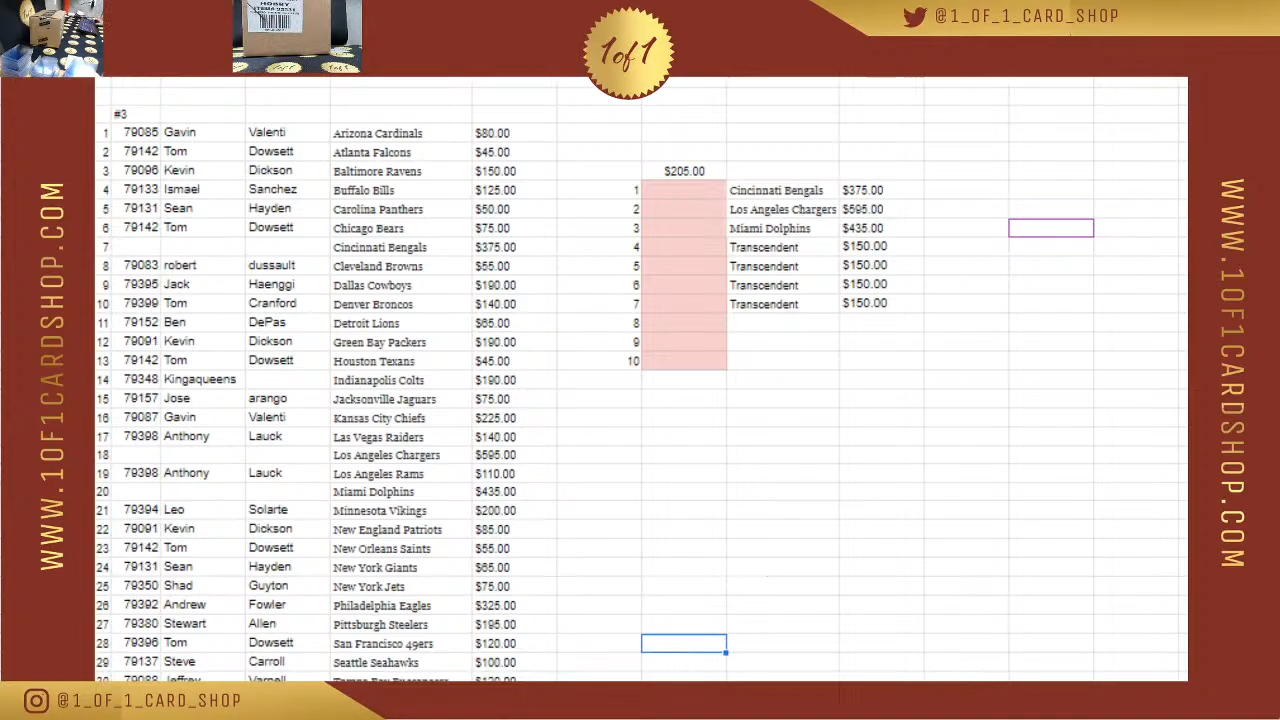 HOBBY
1of1
@1_OF_1_CARD_SHOP
WWW.1OF1CARDSHOP.COM
#3
1 79085 Gavin Valenti Arizona Cardinals $80.00
2 79142 Tom Dowsett Atlanta Falcons $45.00
3 79096 Kevin Dickson Baltimore Ravens $150.00 $205.00
4 79133 Ismael Sanchez Buffalo Bills $125.00 1 Cincinnati Bengals $375.00
5 79131 Sean Hayden Carolina Panthers $50.00 2 Los Angeles Chargers $595.00
6 79142 Tom Dowsett Chicago Bears $75.00 3 Miami Dolphins $435.00
7 Cincinnati Bengals $375.00 4 Transcendent $150.00
8 79083 robert dussault Cleveland Browns $55.00 5 Transcendent $150.00
9 79395 Jack Haenggi Dallas Cowboys $190.00 6 Transcendent $150.00
10 79399 Tom Cranford Denver Broncos $140.00 7 Transcendent $150.00
11 79152 Ben DePas Detroit Lions $65.00 8
12 79091 Kevin Dickson Green Bay Packers $190.00 9
13 79142 Tom Dowsett Houston Texans $45.00 10
14 79348 Kingaqueens Indianapolis Colts $190.00
15 79157 Jose arango Jacksonville Jaguars $75.00
16 79087 Gavin Valenti Kansas City Chiefs $225.00
17 79398 Anthony Lauck Las Vegas Raiders $140.00
18 Los Angeles Chargers $595.00
19 79398 Anthony Lauck Los Angeles Rams $110.00
20 Miami Dolphins $435.00
21 79394 Leo Solarte Minnesota Vikings $200.00
22 79091 Kevin Dickson New England Patriots $85.00
23 79142 Tom Dowsett New Orleans Saints $55.00
24 79131 Sean Hayden New York Giants $65.00
25 79350 Shad Guyton New York Jets $75.00
26 79392 Andrew Fowler Philadelphia Eagles $325.00
27 79380 Stewart Allen Pittsburgh Steelers $195.00
28 79396 Tom Dowsett San Francisco 49ers $120.00
29 79137 Steve Carroll Seattle Seahawks $100.00
30 79088 Jeffrey Varnell Tampa Bay Buccaneers $120.00
WWW.1OF1CARDSHOP.COM
@1_OF_1_CARD_SHOP